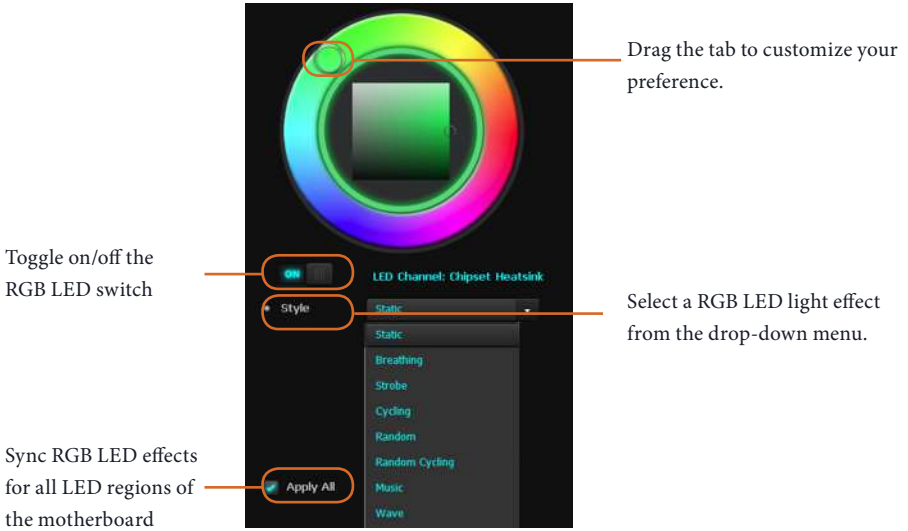 Drag the tab to customize your
preference.
Toggle on/off the
RGB LED switch
ON
LED Channel: Chipset Heatsink
Style
Static
Select a RGB LED light effect
from the drop-down menu.
Static
Breathing
Strobe
Cycling
Random
Random Cycling
Sync RGB LED effects
for all LED regions of
the motherboard
Apply All
Music
Wave